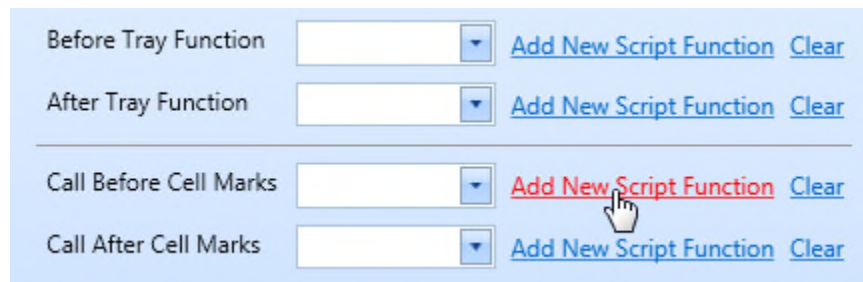 Before Tray Function Add New Script Function Clear
After Tray Function Add New Script Function Clear
Call Before Cell Marks Add New Script Function Clear
Call After Cell Marks Add New Script Function Clear